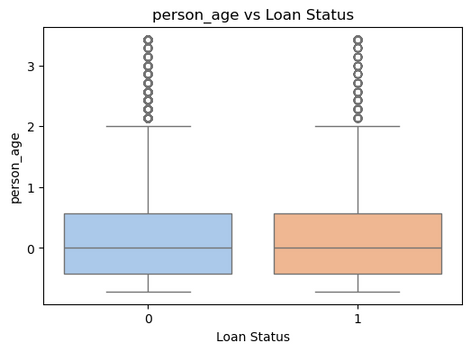 person_age vs Loan Status
person_age
3
2
1
0
0 1
Loan Status